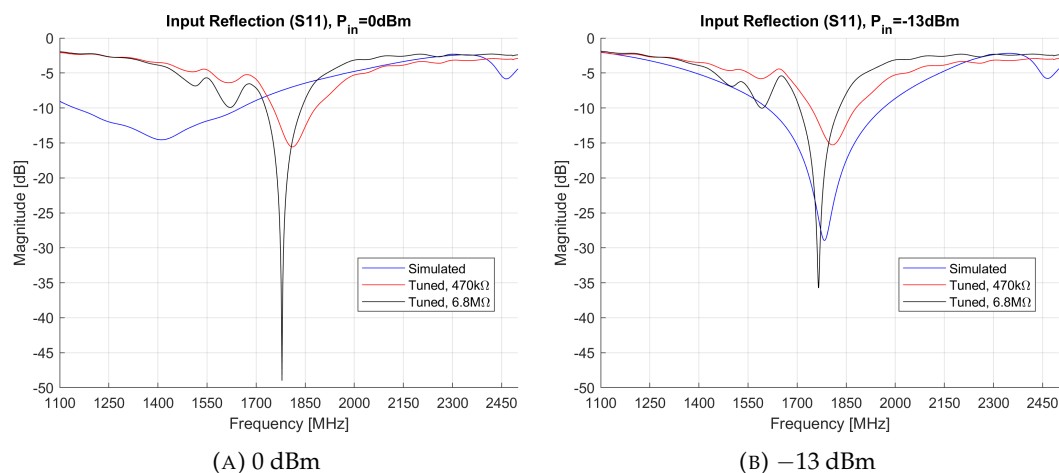 Input Reflection (S11), P_in=0dBm
0
-5
-10
-15
-20
-25
-30
-35
-40
-45
-50
Magnitude [dB]
Simulated
Tuned, 470kΩ
Tuned, 6.8MΩ
1100 1250 1400 1550 1700 1850 2000 2150 2300 2450
Frequency [MHz]
(A) 0 dBm
Input Reflection (S11), P_in=-13dBm
0
-5
-10
-15
-20
-25
-30
-35
-40
-45
-50
Magnitude [dB]
Simulated
Tuned, 470kΩ
Tuned, 6.8MΩ
1100 1250 1400 1550 1700 1850 2000 2150 2300 2450
Frequency [MHz]
(B) −13 dBm